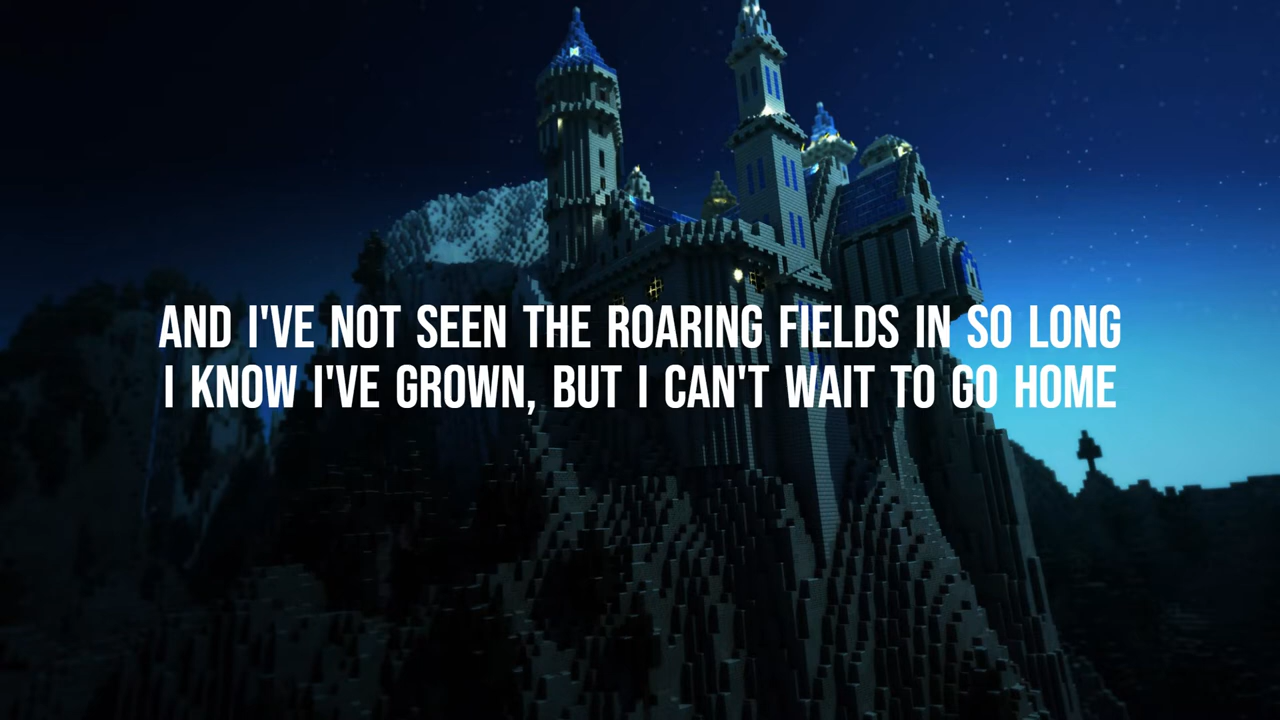 AND I'VE NOT SEEN THE ROARING FIELDS IN SO LONG
I KNOW I'VE GROWN, BUT I CAN'T WAIT TO GO HOME